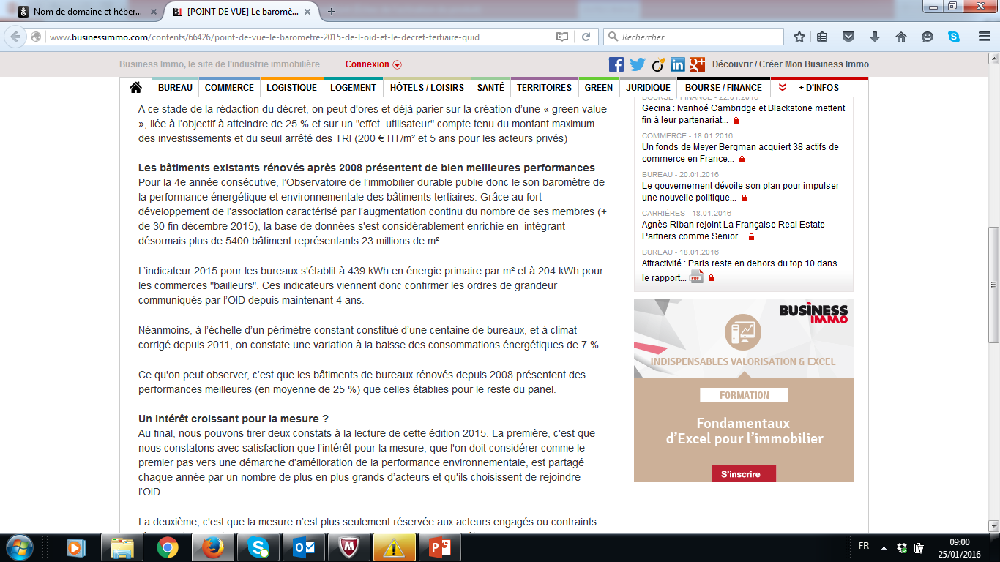 Nom de domaine et héber...
[POINT DE VUE] Le baromè...
www.businessimmo.com/contents/66426/point-de-vue-le-barometre-2015-de-l-oid-et-le-decret-tertiaire-quid
Rechercher
Business Immo, le site de l'industrie immobilière
Connexion
Découvrir / Créer Mon Business Immo
BUREAU
COMMERCE
LOGISTIQUE
LOGEMENT
HÔTELS / LOISIRS
SANTÉ
TERRITOIRES
GREEN
JURIDIQUE
BOURSE / FINANCE
+ D'INFOS
A ce stade de la rédaction du décret, on peut d'ores et déjà parier sur la création d’une « green value
», liée à l’objectif à atteindre de 25 % et sur un "effet  utilisateur" compte tenu du montant maximum
des investissements et du seuil arrêté des TRI (200 € HT/m² et 5 ans pour les acteurs privés)
Les bâtiments existants rénovés après 2008 présentent de bien meilleures performances
Pour la 4e année consécutive, l’Observatoire de l’immobilier durable publie donc le son baromètre de
la performance énergétique et environnementale des bâtiments tertiaires. Grâce au fort
développement de l’association caractérisé par l’augmentation continu du nombre de ses membres (+
de 30 fin décembre 2015), la base de données s'est considérablement enrichie en  intégrant
désormais plus de 5400 bâtiment représentants 23 millions de m².
L’indicateur 2015 pour les bureaux s'établit à 439 kWh en énergie primaire par m² et à 204 kWh pour
les commerces "bailleurs". Ces indicateurs viennent donc confirmer les ordres de grandeur
communiqués par l’OID depuis maintenant 4 ans.
Néanmoins, à l’échelle d’un périmètre constant constitué d’une centaine de bureaux, et à climat
corrigé depuis 2011, on constate une variation à la baisse des consommations énergétiques de 7 %.
Ce qu'on peut observer, c’est que les bâtiments de bureaux rénovés depuis 2008 présentent des
performances meilleures (en moyenne de 25 %) que celles établies pour le reste du panel.
Un intérêt croissant pour la mesure ?
Au final, nous pouvons tirer deux constats à la lecture de cette édition 2015. La première, c'est que
nous constatons avec satisfaction que l’intérêt pour la mesure, que l'on doit considérer comme le
premier pas vers une démarche d’amélioration de la performance environnementale, est partagé
chaque année par un nombre de plus en plus grands d’acteurs et qu'ils choisissent de rejoindre
l’OID.
La deuxième, c'est que la mesure n’est plus seulement réservée aux acteurs engagés ou contraints
BOURSE / FINANCE - 22.01.2016
Gecina : Ivanhoé Cambridge et Blackstone mettent
fin à leur partenariat...
COMMERCE - 18.01.2016
Un fonds de Meyer Bergman acquiert 38 actifs de
commerce en France...
BUREAU - 20.01.2016
Le gouvernement dévoile son plan pour impulser
une nouvelle politique...
CARRIÈRES - 18.01.2016
Agnès Riban rejoint La Française Real Estate
Partners comme Senior...
BUREAU - 18.01.2016
Attractivité : Paris reste en dehors du top 10 dans
le rapport...
PDF
BUSINESS
IMMO
INDISPENSABLES VALORISATION & EXCEL
FORMATION
Fondamentaux
d’Excel pour l’immobilier
S'inscrire
FR
09:00
25/01/2016